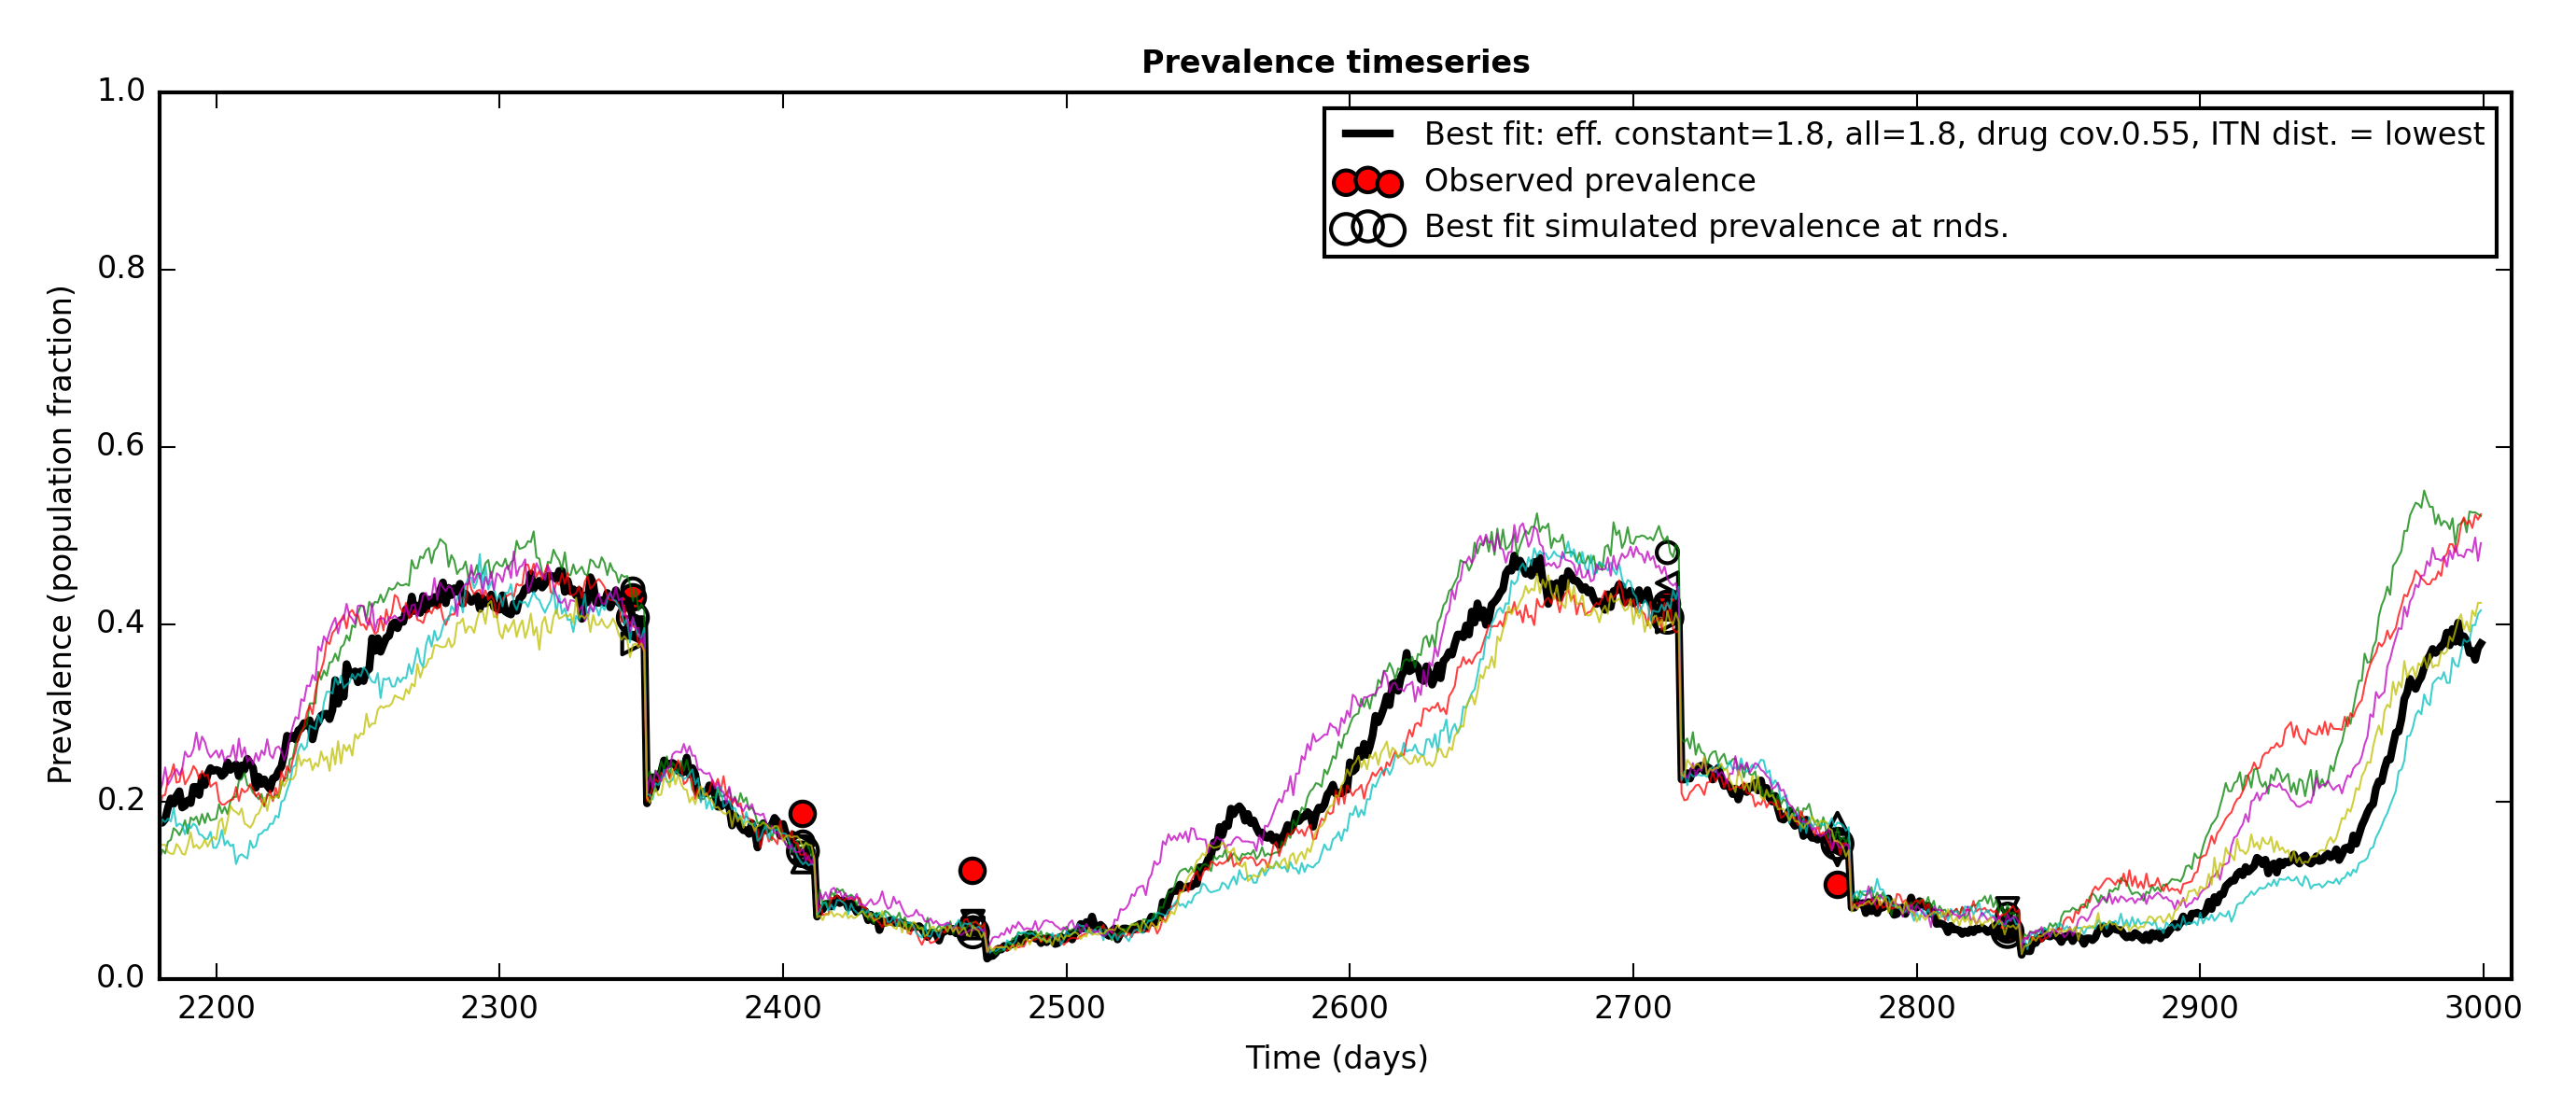 Prevalence timeseries
1.0
0.8
0.6
0.4
0.2
0.0
Prevalence (population fraction)
Best fit: eff. constant=1.8, all=1.8, drug cov.0.55, ITN dist. = lowest
Observed prevalence
Best fit simulated prevalence at rnds.
2200 2300 2400 2500 2600 2700 2800 2900 3000
Time (days)